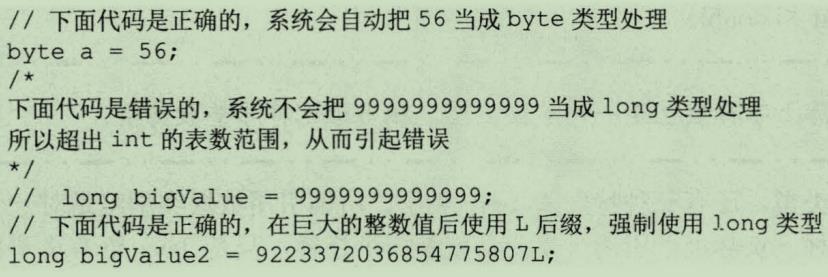 // 下面代码是正确的，系统会自动把 56 当成 byte 类型处理
byte a = 56;
/*
下面代码是错误的，系统不会把 9999999999999 当成 long 类型处理
所以超出 int 的表数范围，从而引起错误
*/
//  long bigValue = 9999999999999;
// 下面代码是正确的，在巨大的整数值后使用 L 后缀，强制使用 long 类型
long bigValue2 = 9223372036854775807L;